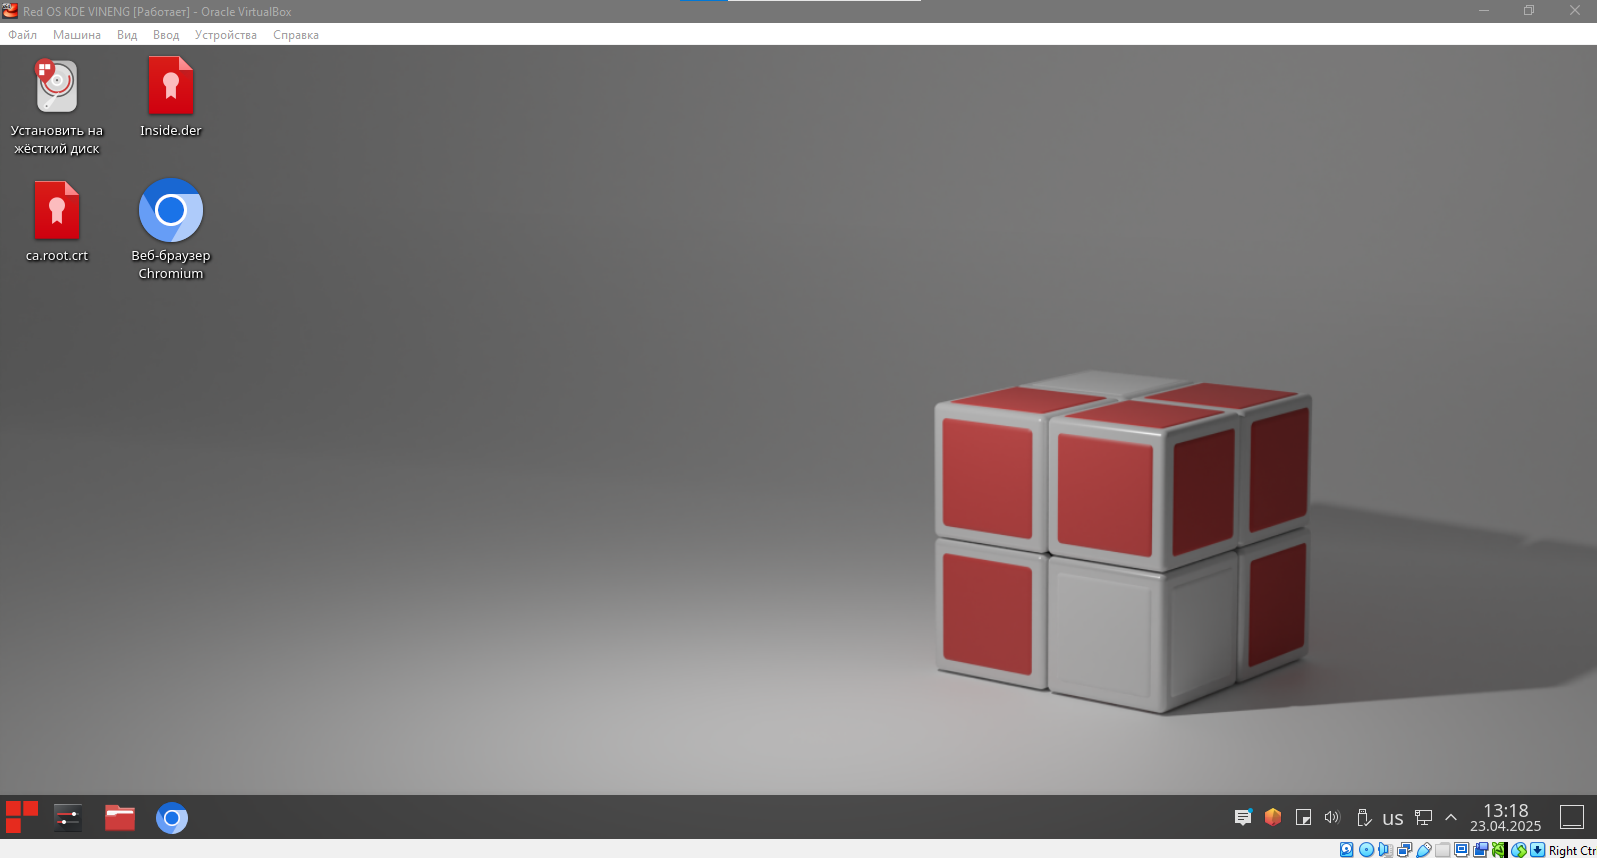 Red OS KDE VINENG [Работает] - Oracle VirtualBox
Файл Машина Вид Ввод Устройства Справка
Установить на
жёсткий диск
Inside.der
ca.root.crt
Веб-браузер
Chromium
us
13:18
23.04.2025
Right Ctr